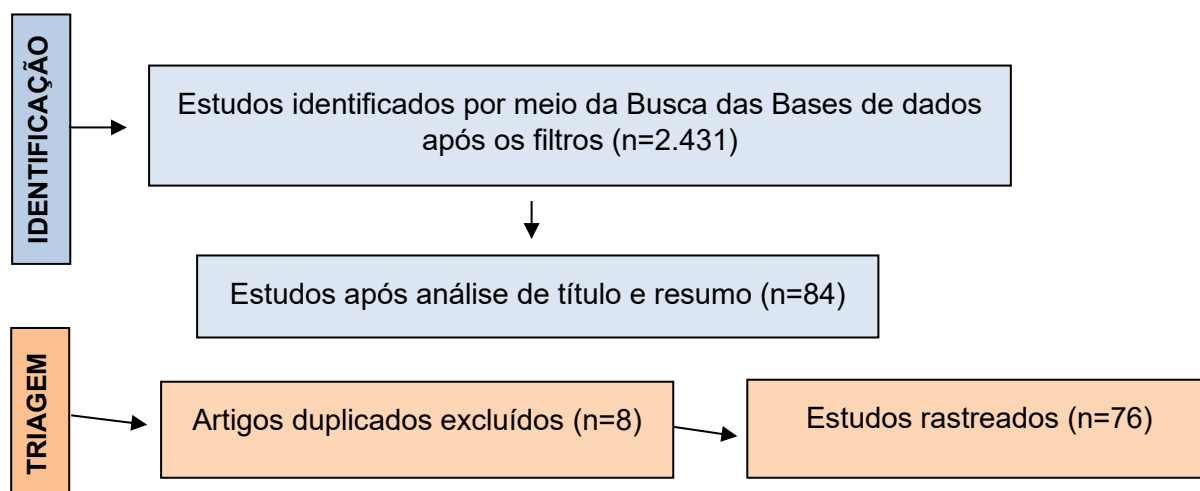 IDENTIFICAÇÃO
Estudos identificados por meio da Busca das Bases de dados
após os filtros (n=2.431)
Estudos após análise de título e resumo (n=84)
TRIAGEM
Artigos duplicados excluídos (n=8)
Estudos rastreados (n=76)